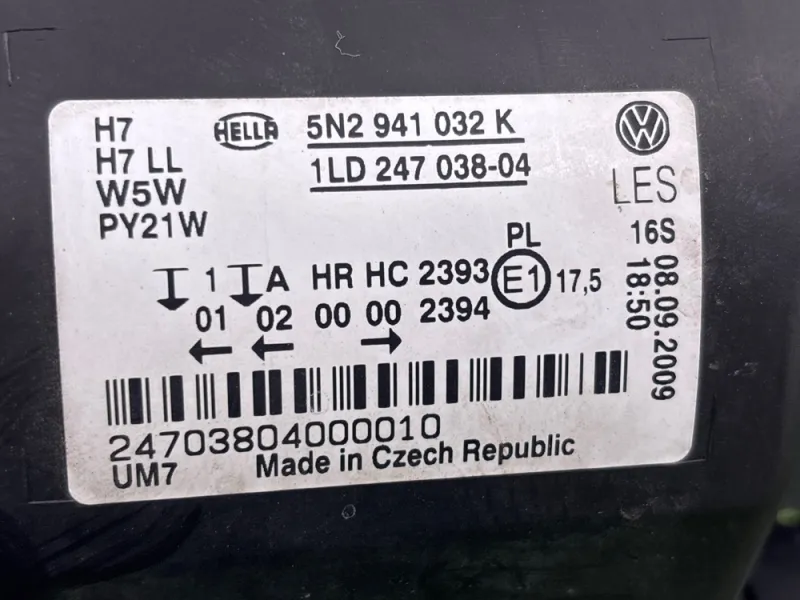 H7
H7 LL
W5W
PY21W
HELLA
5N2 941 032 K
1LD 247 038-04
LES
16S
08.09.2009
18:50
PL
1 A HR HC 2393 E1 17,5
01 02 00 00 2394
24703804000010
UM7
Made in Czech Republic